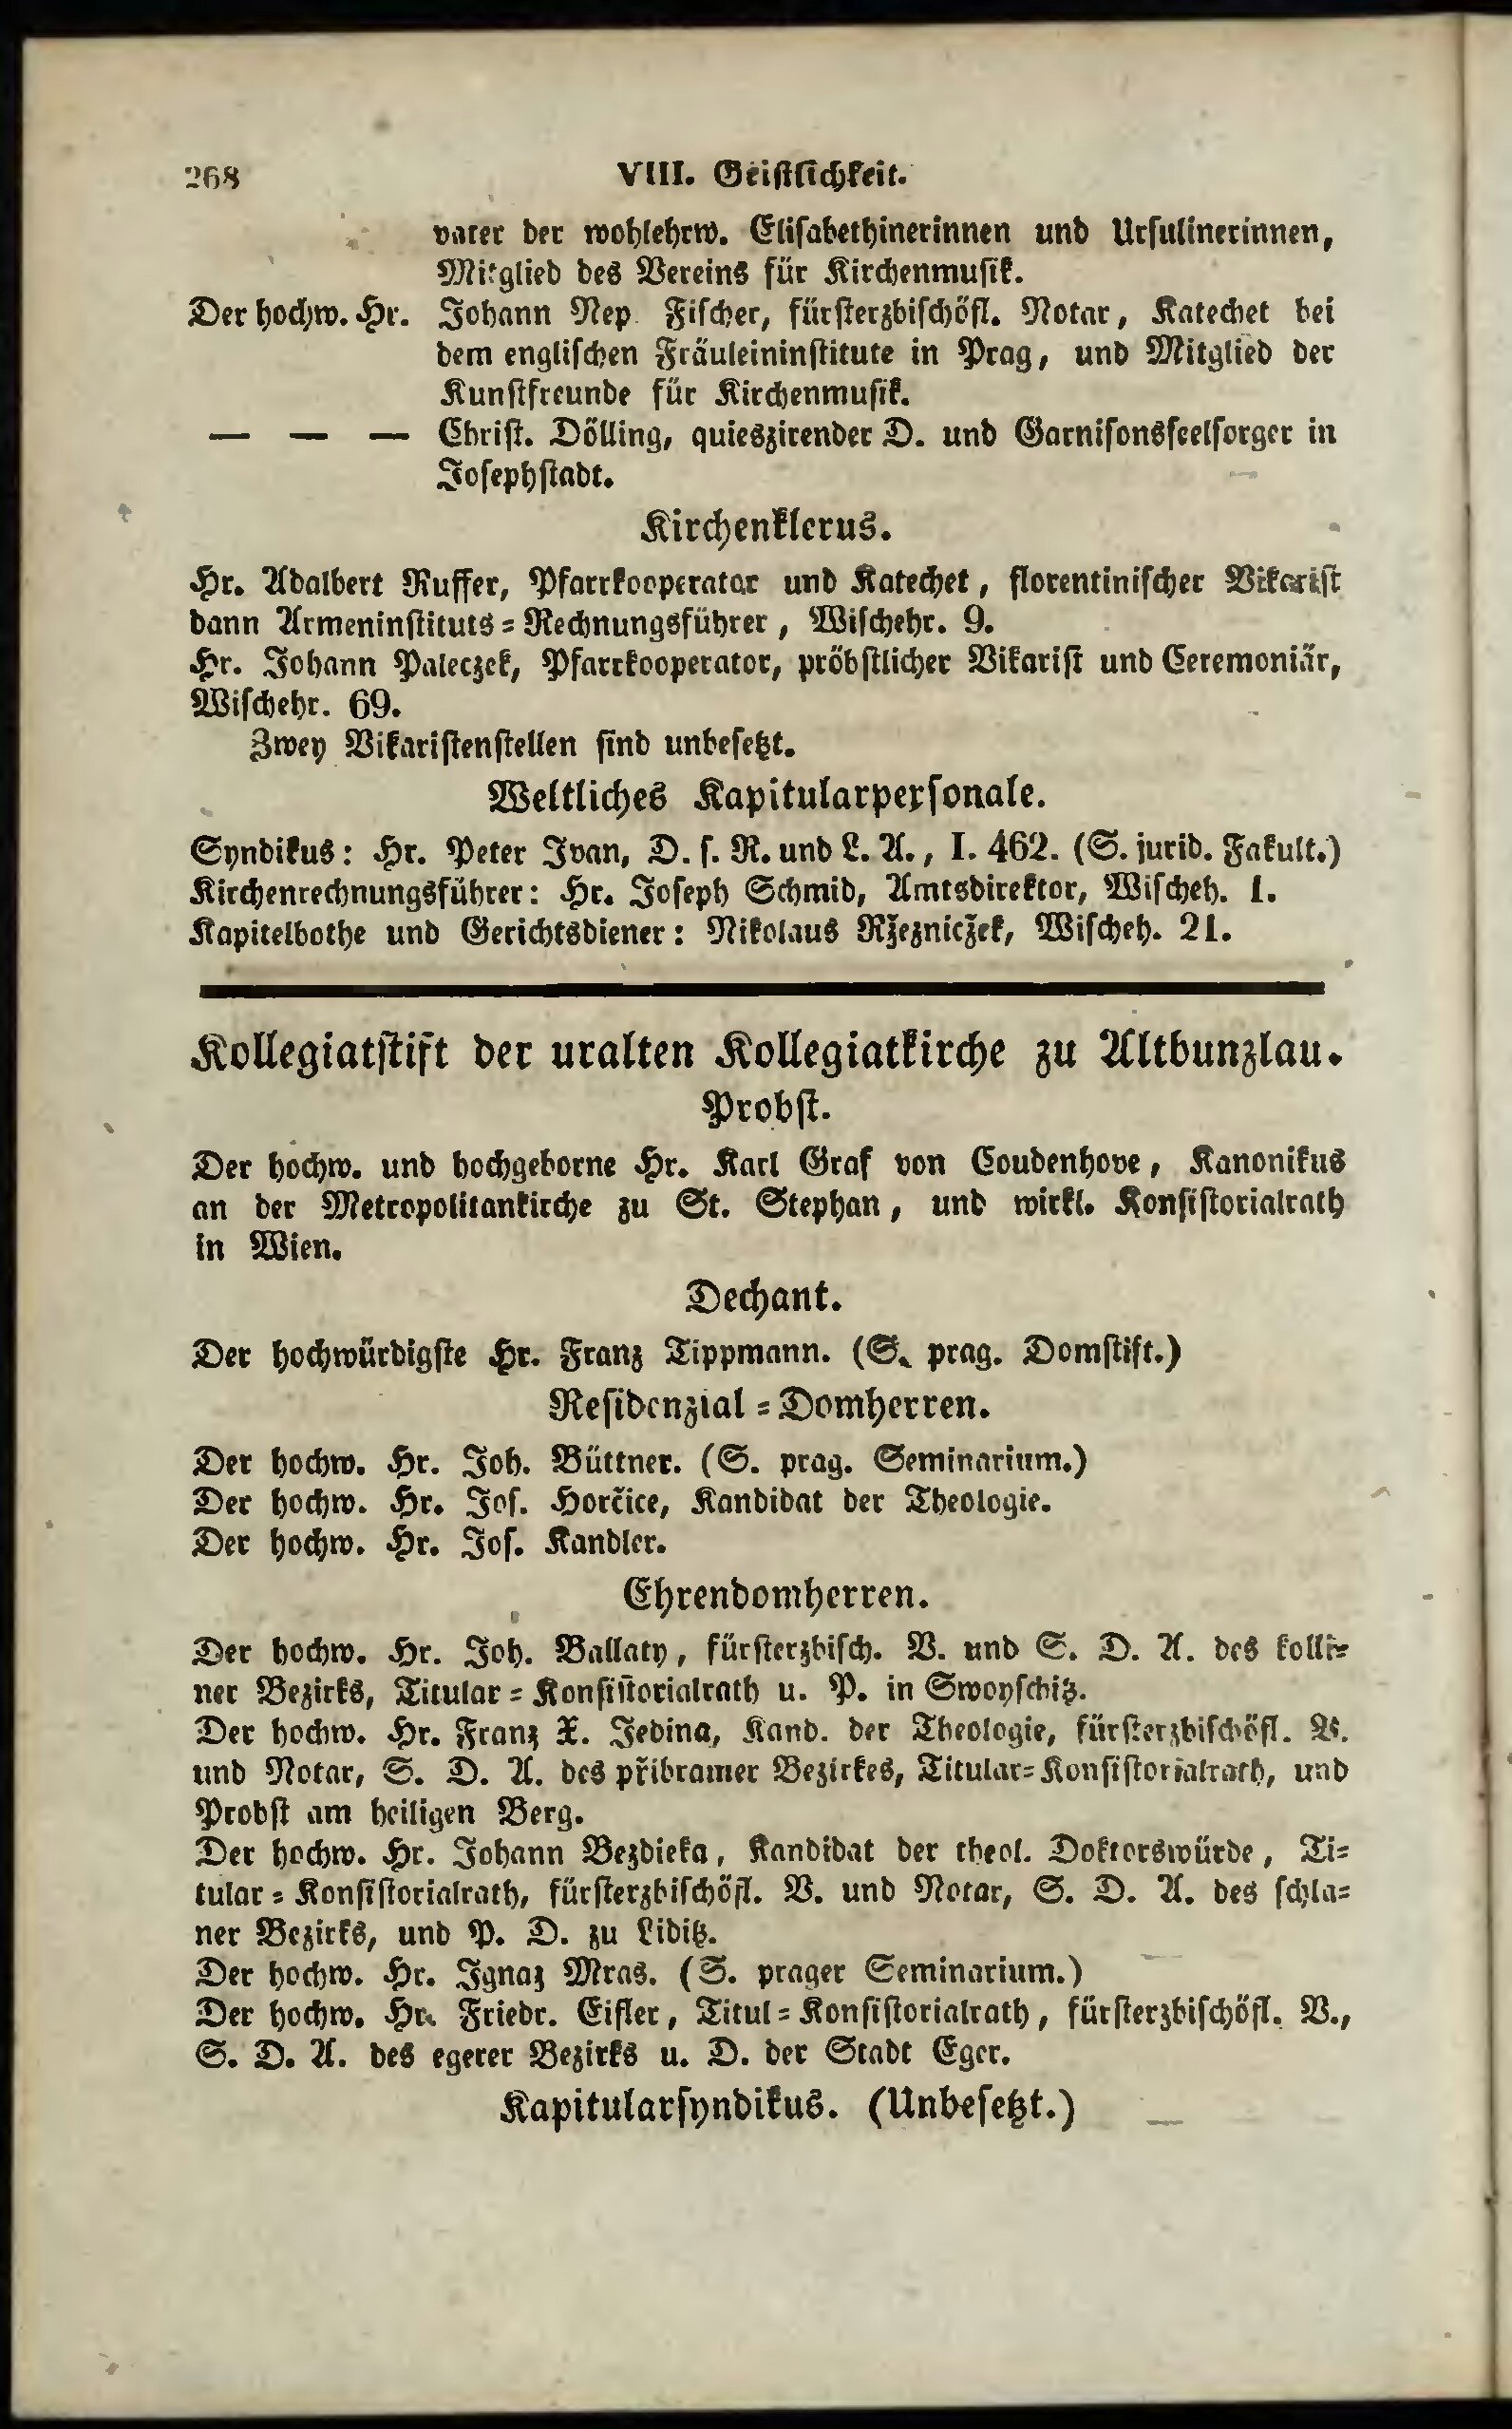 268 VIII. Geistlichkeit.
vater der wohlehrw. Elisabethinerinnen und Ursulinerinnen,
Mitglied des Vereins für Kirchenmusik.
Der hochw. Hr. Johann Nep. Fischer, fürsterzbischöfl. Notar, Katechet bei
dem englischen Fräuleininstitute in Prag, und Mitglied der
Kunstfreunde für Kirchenmusik.
— — — Christ. Dölling, quieszirender D. und Garnisonsseelsorger in
Josephstadt.
Kirchenklerus.
Hr. Adalbert Ruffer, Pfarrkooperator und Katechet, florentinischer Vikarist
dann Armeninstituts=Rechnungsführer, Wischehr. 9.
Hr. Johann Paleczek, Pfarrkooperator, pröbstlicher Vikarist und Ceremoniär,
Wischehr. 69.
Zwey Vikaristenstellen sind unbesetzt.
Weltliches Kapitularpersonale.
Syndikus: Hr. Peter Ivan, D. s. R. und L. A., I. 462. (S. jurid. Fakult.)
Kirchenrechnungsführer: Hr. Joseph Schmid, Amtsdirektor, Wischeh. 1.
Kapitelbothe und Gerichtsdiener: Nikolaus Ržezniczek, Wischeh. 21.
Kollegiatstift der uralten Kollegiatkirche zu Altbunzlau.
Probst.
Der hochw. und hochgeborne Hr. Karl Graf von Coudenhove, Kanonikus
an der Metropolitankirche zu St. Stephan, und wirkl. Konsistorialrath
in Wien.
Dechant.
Der hochwürdigste Hr. Franz Tippmann. (S. prag. Domstift.)
Residenzial=Domherren.
Der hochw. Hr. Joh. Büttner. (S. prag. Seminarium.)
Der hochw. Hr. Jos. Horčice, Kandidat der Theologie.
Der hochw. Hr. Jos. Kandler.
Ehrendomherren.
Der hochw. Hr. Joh. Ballaty, fürsterzbisch. V. und S. D. A. des kolli=
ner Bezirks, Titular=Konsistorialrath u. P. in Swoyschitz.
Der hochw. Hr. Franz X. Jedina, Kand. der Theologie, fürsterzbischöfl. V.
und Notar, S. D. A. des přibramer Bezirkes, Titular=Konsistorialrath, und
Probst am heiligen Berg.
Der hochw. Hr. Johann Bezdieka, Kandidat der theol. Doktorswürde, Ti=
tular=Konsistorialrath, fürsterzbischöfl. V. und Notar, S. D. A. des schla=
ner Bezirks, und P. D. zu Libitz.
Der hochw. Hr. Ignaz Mras. (S. prager Seminarium.)
Der hochw. Hr. Friedr. Eisler, Titul=Konsistorialrath, fürsterzbischöfl. V.,
S. D. A. des egerer Bezirks u. D. der Stadt Eger.
Kapitularsyndikus. (Unbesetzt.)